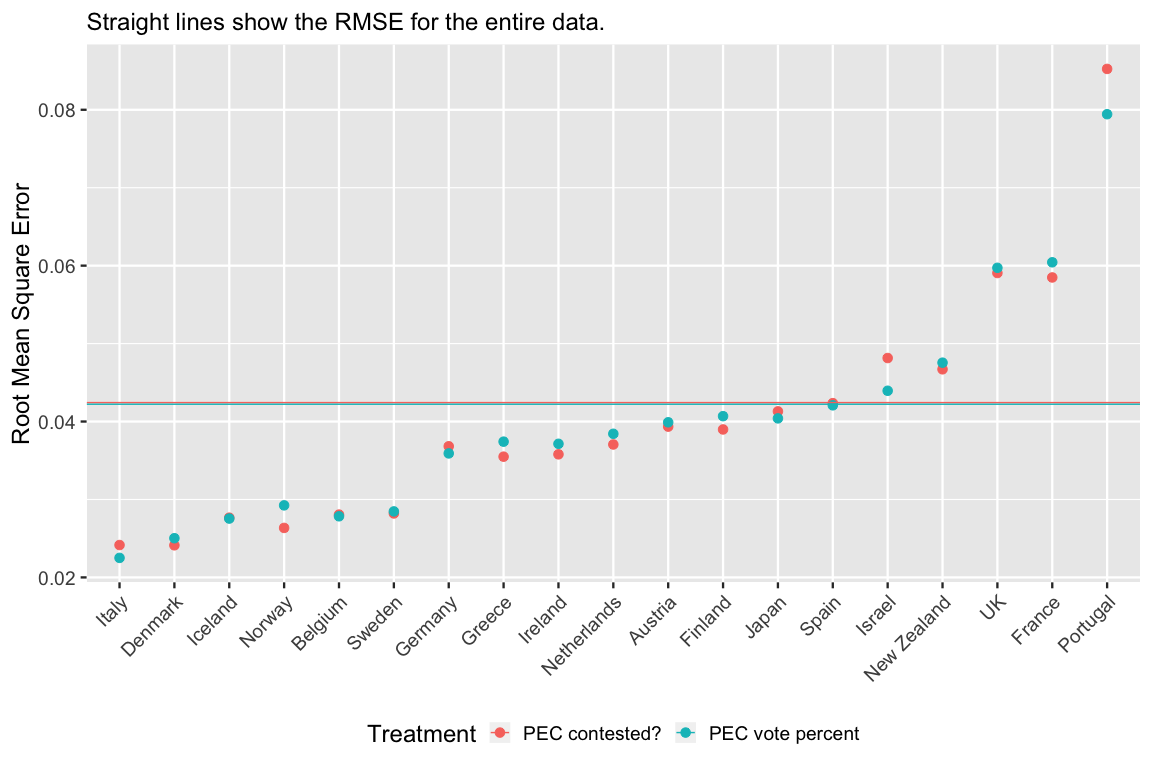 Straight lines show the RMSE for the entire data.
Root Mean Square Error
0.08
0.06
0.04
0.02
Italy
Denmark
Iceland
Norway
Belgium
Sweden
Germany
Greece
Ireland
Netherlands
Austria
Finland
Japan
Spain
Israel
New Zealand
UK
France
Portugal
Treatment PEC contested? PEC vote percent